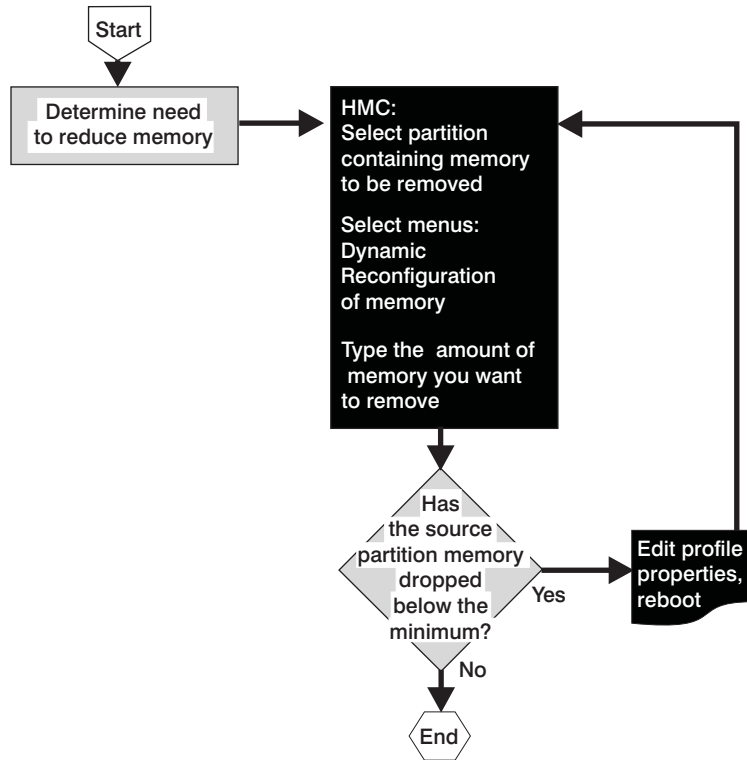 Start
Determine need
to reduce memory
HMC:
Select partition
containing memory
to be removed
Select menus:
Dynamic
Reconfiguration
of memory
Type the amount of
memory you want
to remove
Has
the source
partition memory
dropped
below the
minimum?
Yes
Edit profile
properties,
reboot
No
End